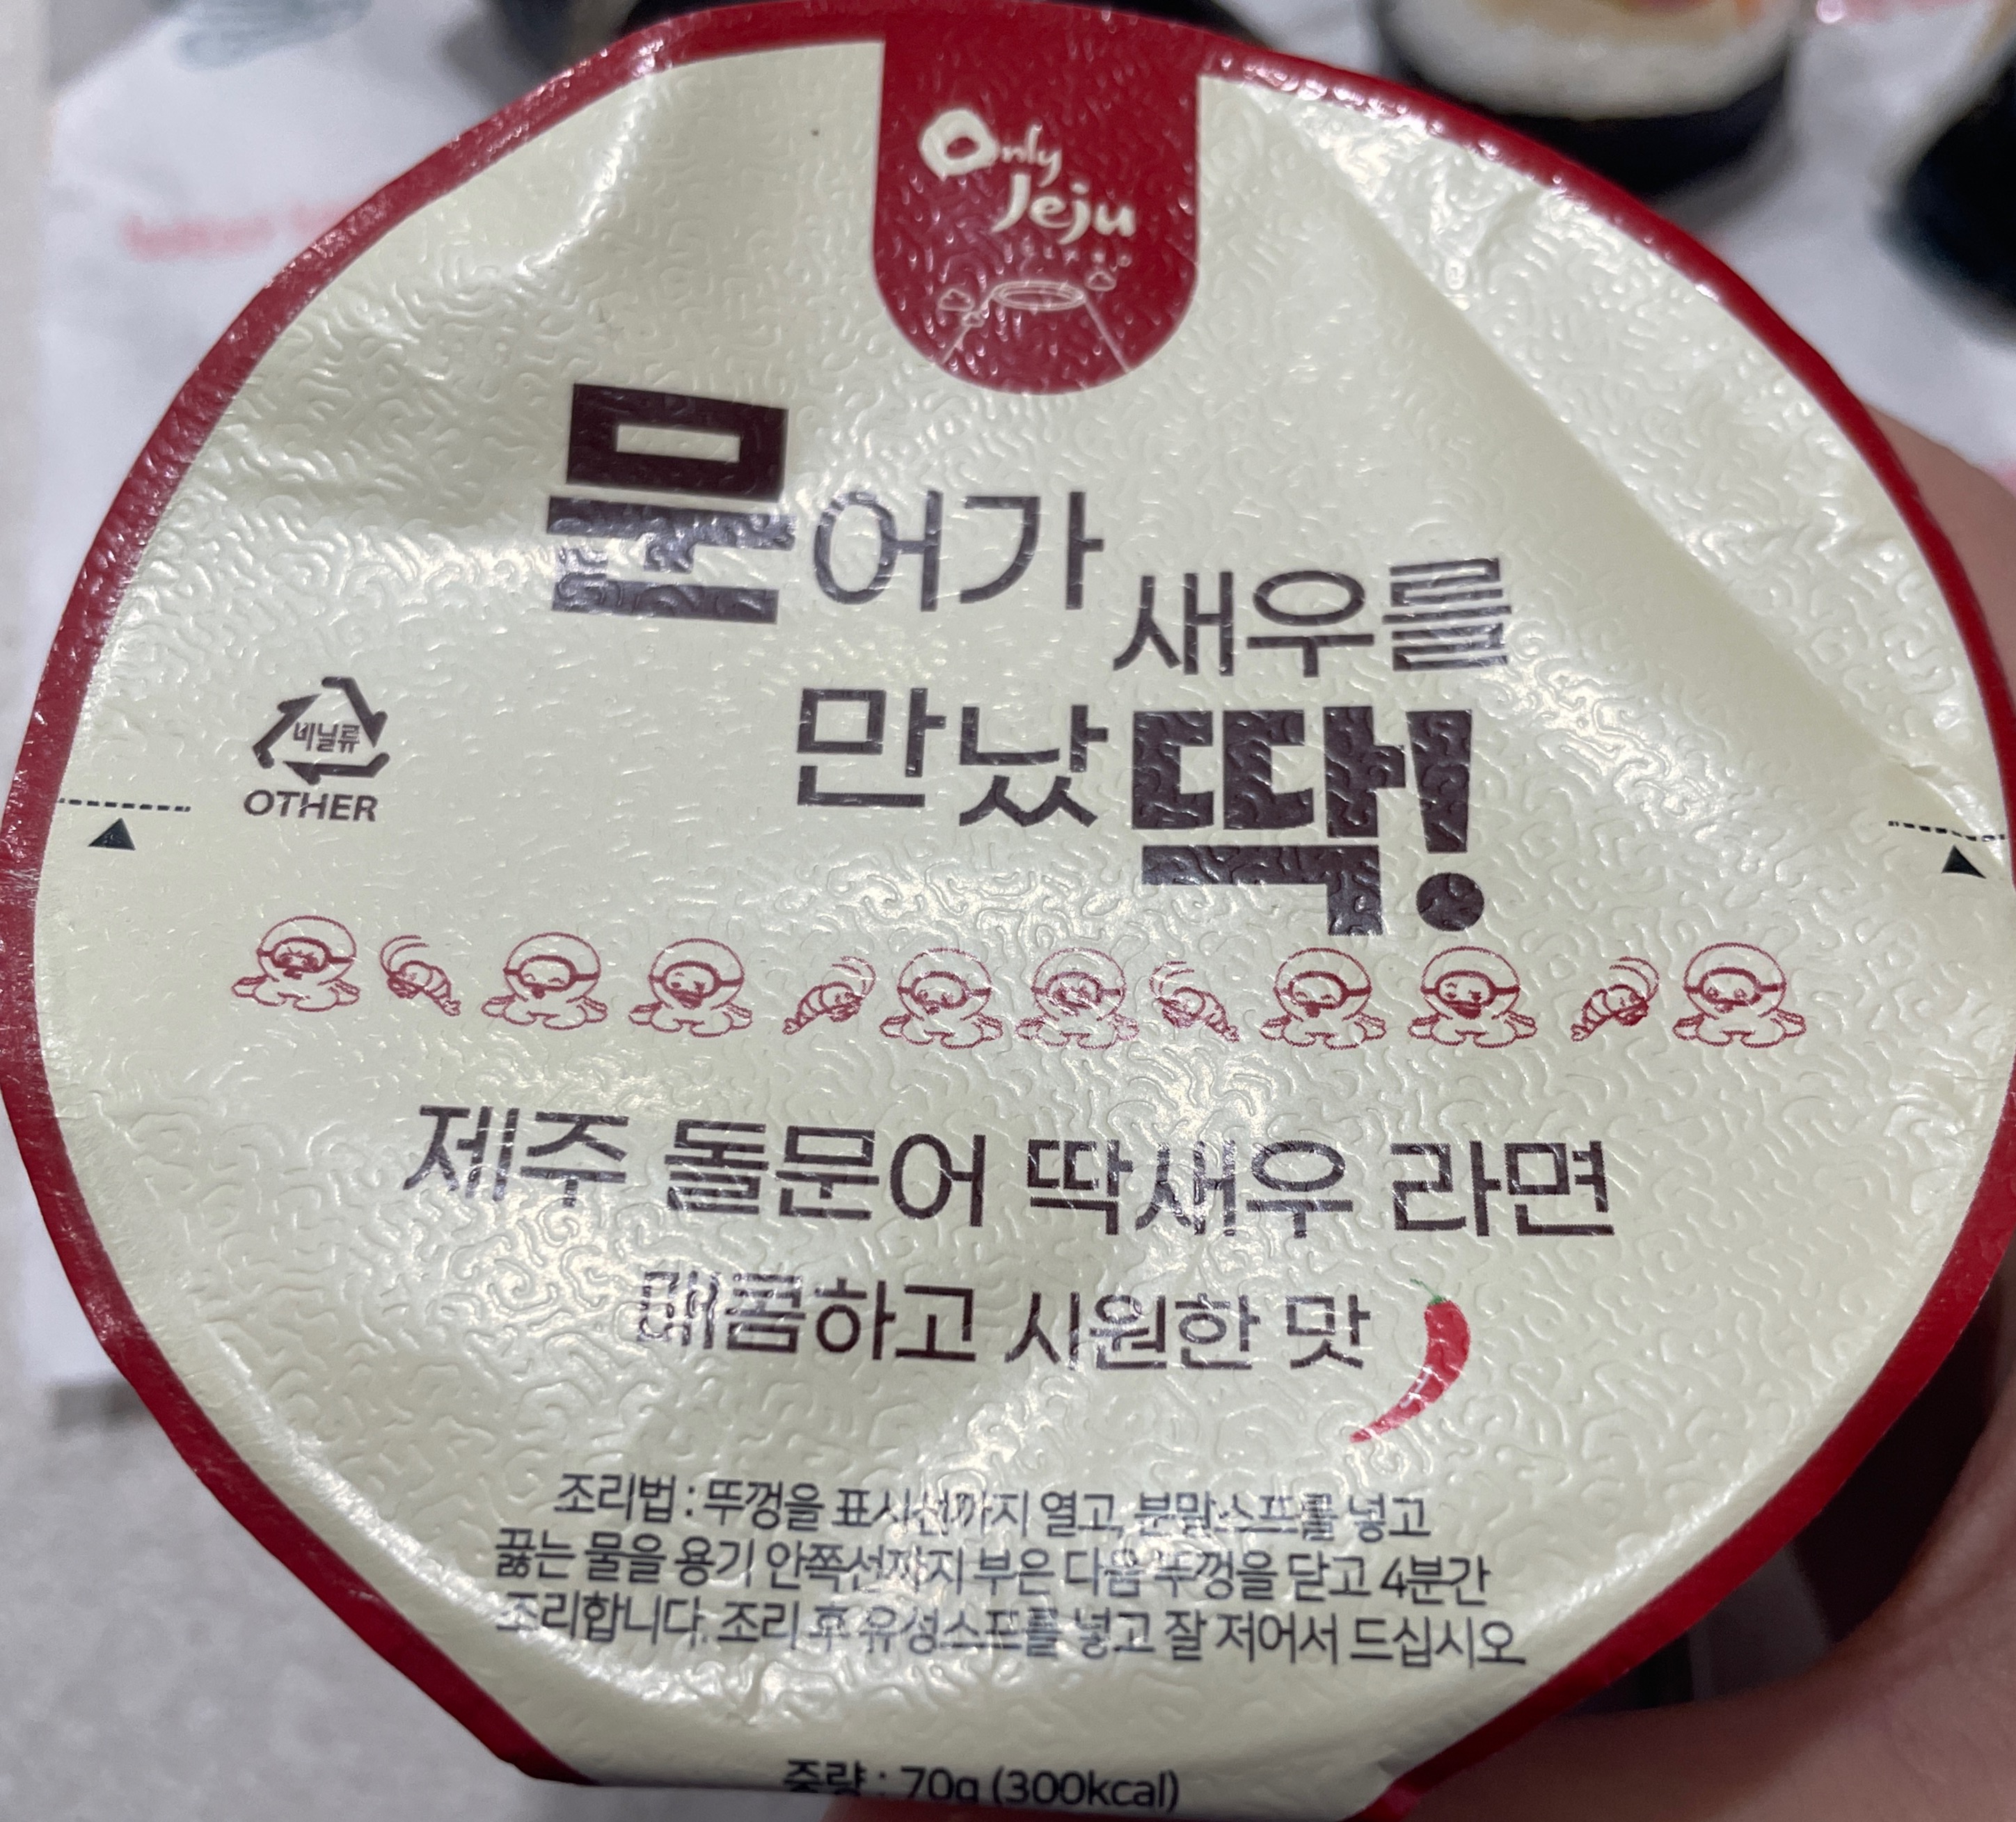 Only
Jeju
문어가 새우를
만났딱!
비닐류
OTHER
제주 돌문어 딱새우 라면
매콤하고 시원한 맛
조리법 : 뚜껑을 표시선까지 열고, 분말스프를 넣고
끓는 물을 용기 안쪽선까지 부은 다음 뚜껑을 닫고 4분간
조리합니다. 조리 후 유성스프를 넣고 잘 저어서 드십시오
중량 : 70g (300kcal)